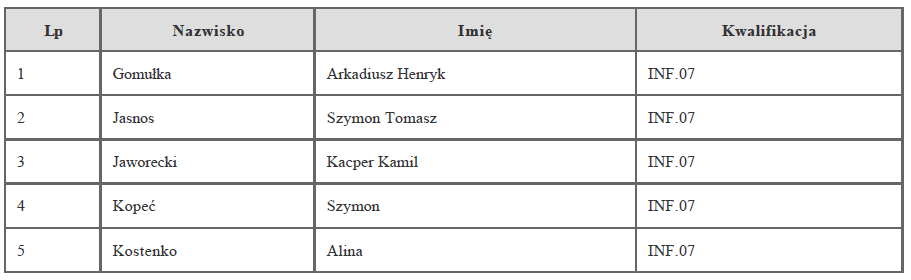 Lp Nazwisko Imię Kwalifikacja
1 Gomułka Arkadiusz Henryk INF.07
2 Jasnos Szymon Tomasz INF.07
3 Jaworecki Kacper Kamil INF.07
4 Kopeć Szymon INF.07
5 Kostenko Alina INF.07